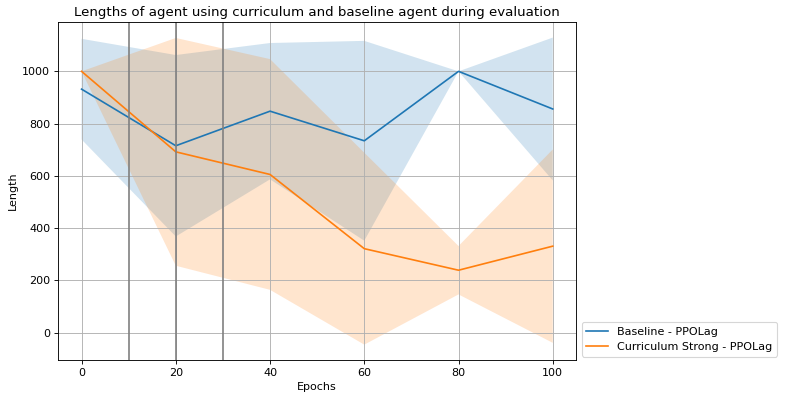 Lengths of agent using curriculum and baseline agent during evaluation
Length
1000
800
600
400
200
0
0 20 40 60 80 100
Epochs
Baseline - PPOLag
Curriculum Strong - PPOLag